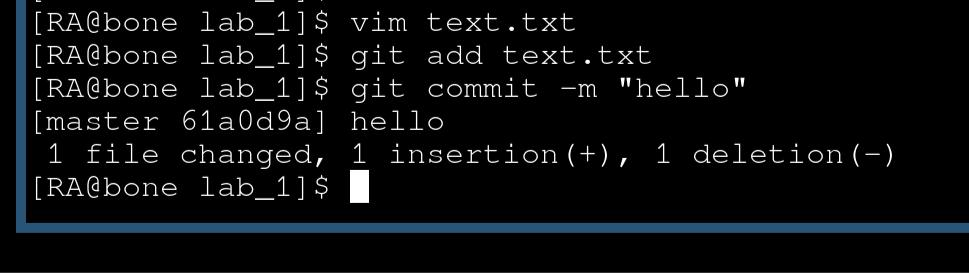 [RA@bone lab_1]$ vim text.txt
[RA@bone lab_1]$ git add text.txt
[RA@bone lab_1]$ git commit -m "hello"
[master 61a0d9a] hello
 1 file changed, 1 insertion(+), 1 deletion(-)
[RA@bone lab_1]$